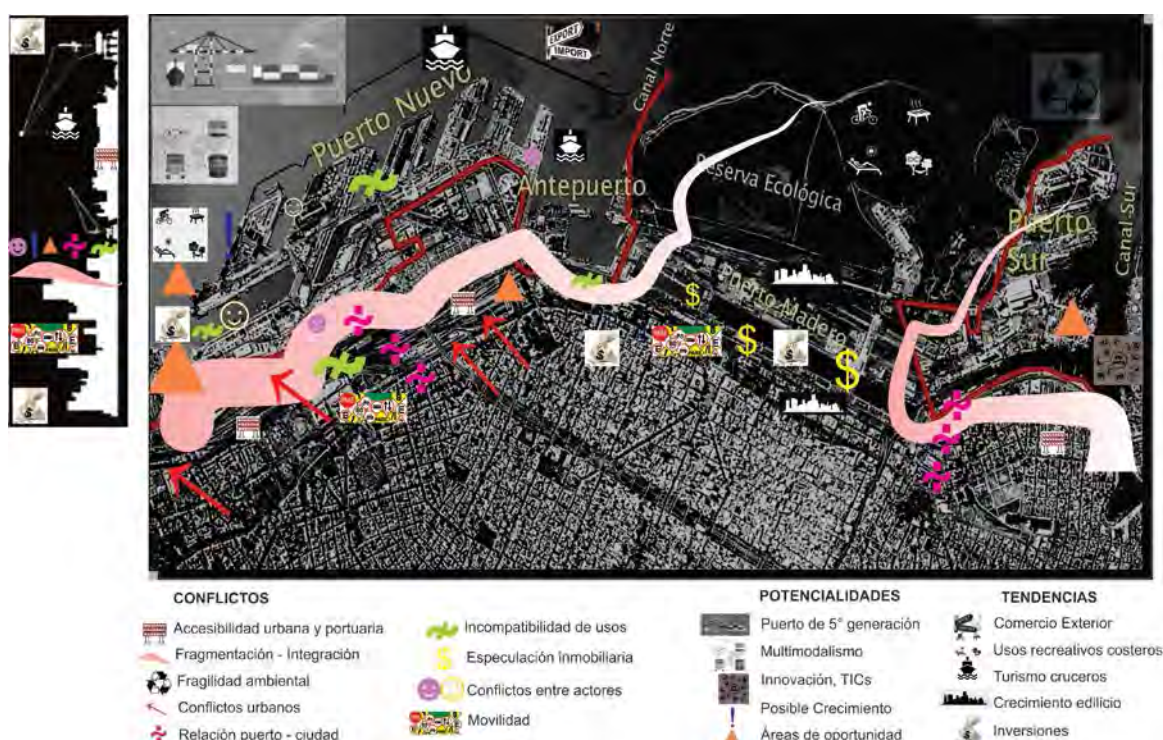 EXPORT
IMPORT
Canal Norte
Puerto Nuevo
Antepuerto
Reserva Ecológica
Puerto Sur
Canal Sur
Puerto Madero
$
$
$
CONFLICTOS
Accesibilidad urbana y portuaria
Fragmentación - Integración
Fragilidad ambiental
Conflictos urbanos
Relación puerto - ciudad
Incompatibilidad de usos
$ Especulación Inmobiliaria
Conflictos entre actores
Movilidad
POTENCIALIDADES
Puerto de 5° generación
Multimodalismo
Innovación, TICs
Posible Crecimiento
Áreas de oportunidad
TENDENCIAS
Comercio Exterior
Usos recreativos costeros
Turismo cruceros
Crecimiento edilicio
Inversiones